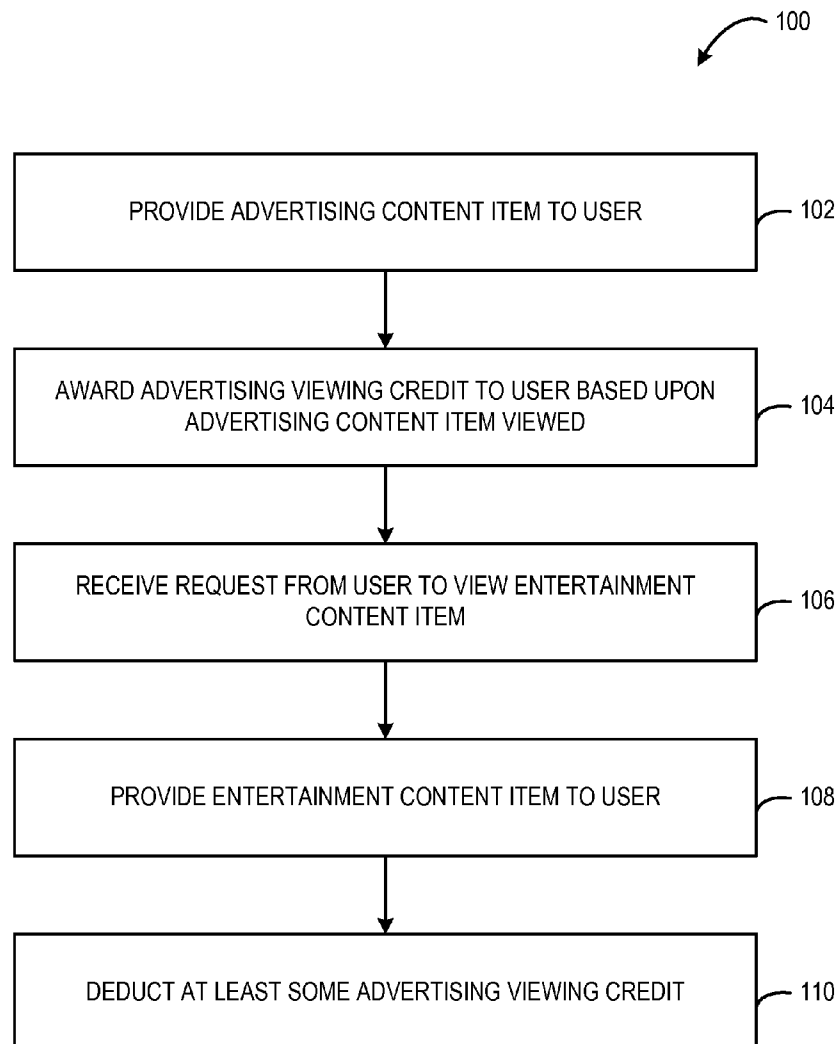 100
PROVIDE ADVERTISING CONTENT ITEM TO USER
102
AWARD ADVERTISING VIEWING CREDIT TO USER BASED UPON
ADVERTISING CONTENT ITEM VIEWED
104
RECEIVE REQUEST FROM USER TO VIEW ENTERTAINMENT
CONTENT ITEM
106
PROVIDE ENTERTAINMENT CONTENT ITEM TO USER
108
DEDUCT AT LEAST SOME ADVERTISING VIEWING CREDIT
110